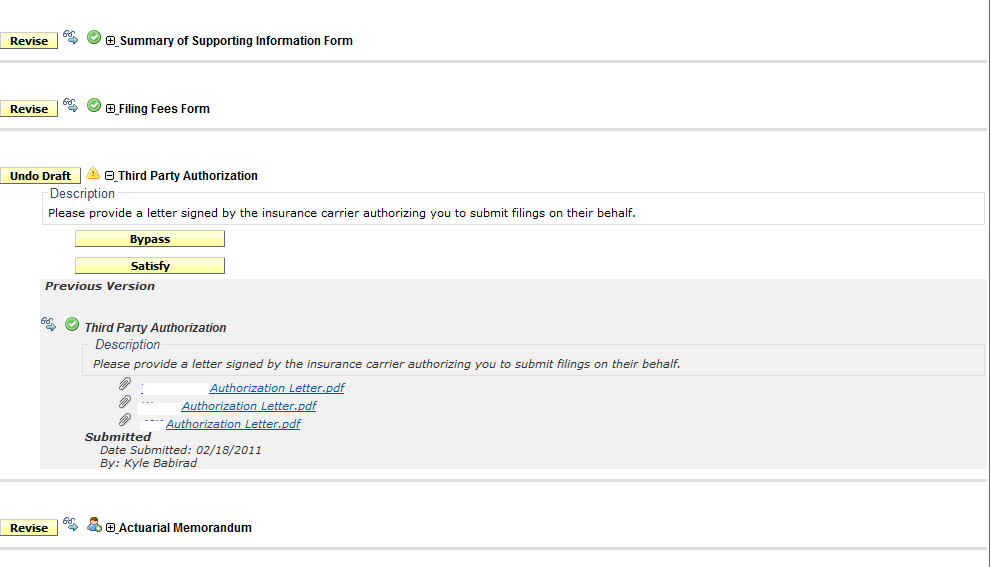 Revise Summary of Supporting Information Form
Revise Filing Fees Form
Undo Draft Third Party Authorization
Description
Please provide a letter signed by the insurance carrier authorizing you to submit filings on their behalf.
Bypass
Satisfy
Previous Version
Third Party Authorization
Description
Please provide a letter signed by the insurance carrier authorizing you to submit filings on their behalf.
Authorization Letter.pdf
Authorization Letter.pdf
Authorization Letter.pdf
Submitted
Date Submitted: 02/18/2011
By: Kyle Babirad
Revise Actuarial Memorandum